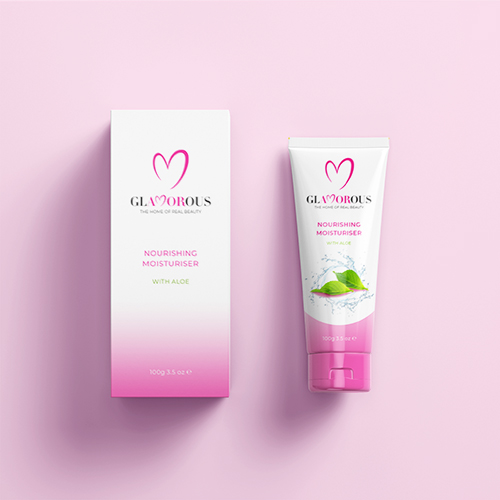 GLAMOROUS
THE HOME OF REAL BEAUTY
NOURISHING
MOISTURISER
WITH ALOE
100g 3.5 oz ℮
GLAMOROUS
THE HOME OF REAL BEAUTY
NOURISHING
MOISTURISER
WITH ALOE
100g 3.5 oz ℮